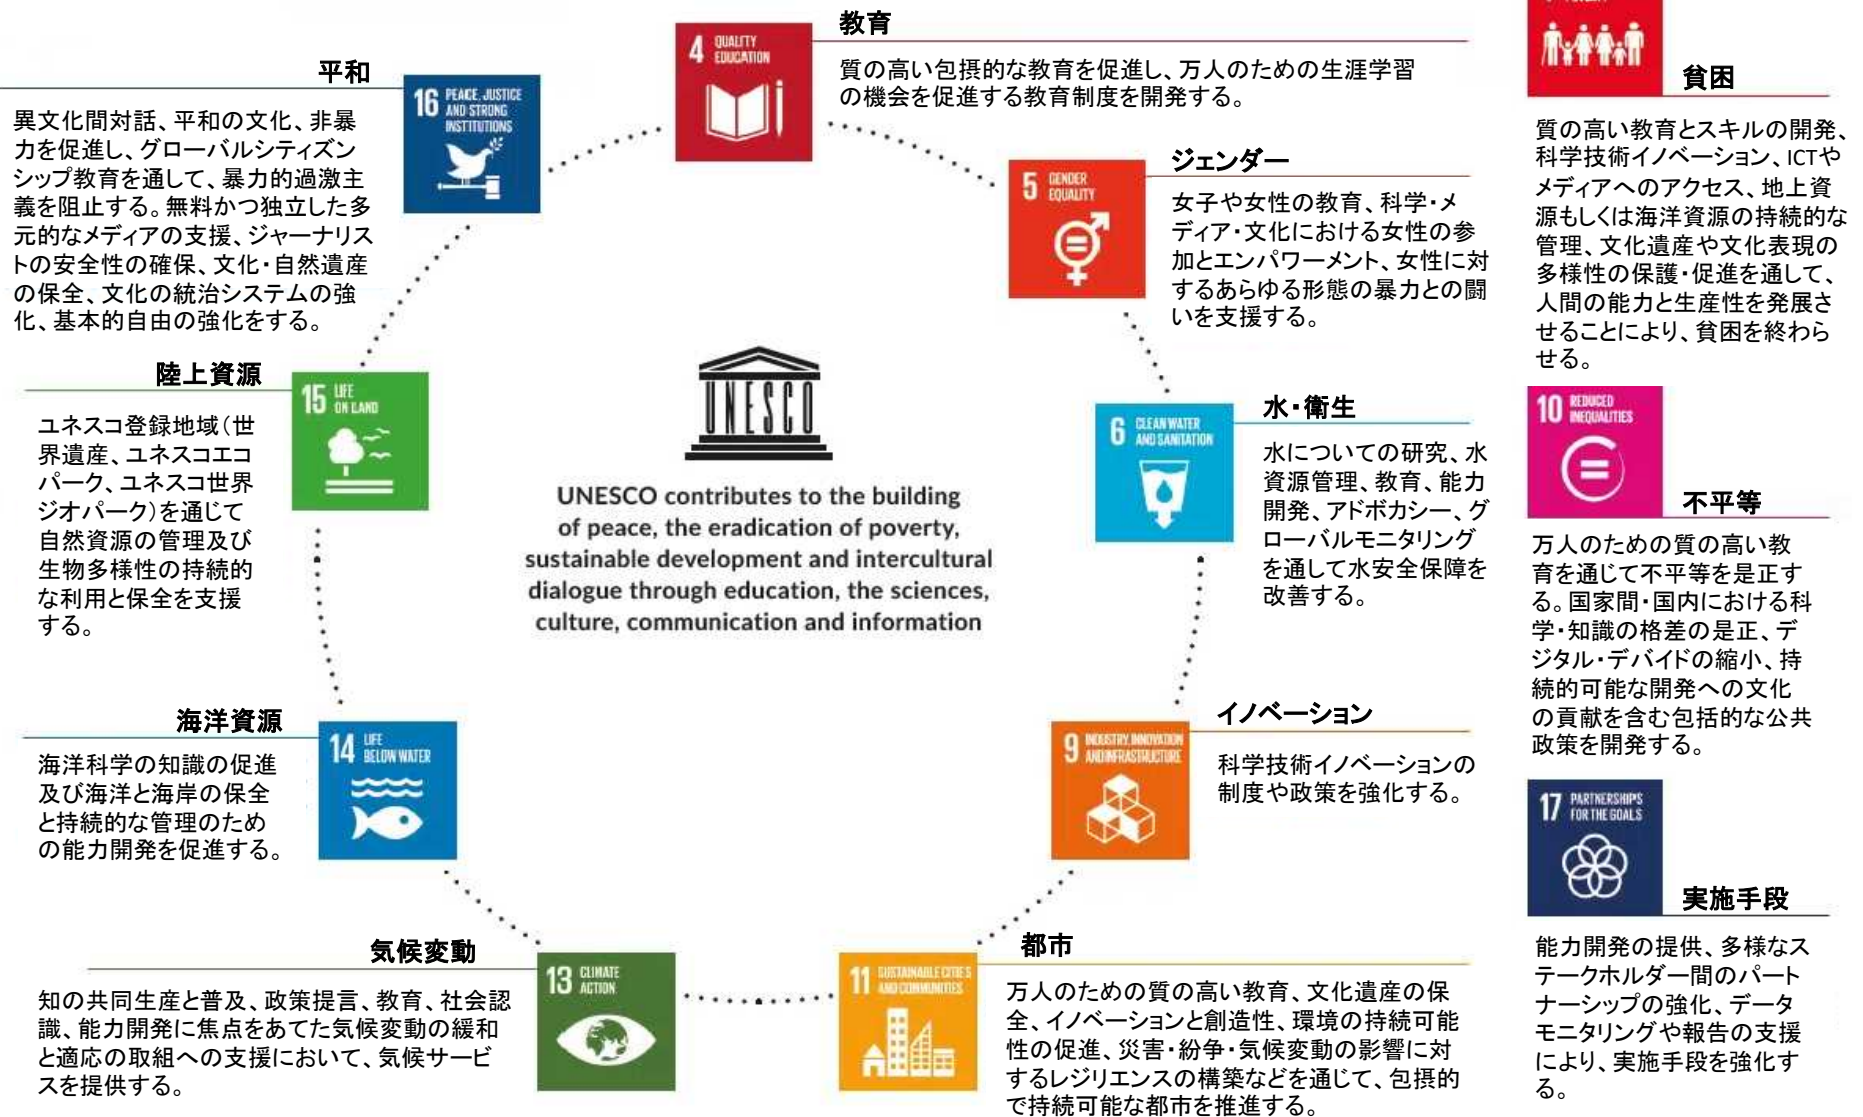 教育
4 QUALITY
EDUCATION
質の高い包摂的な教育を促進し、万人のための生涯学習
の機会を促進する教育制度を開発する。
ジェンダー
5 GENDER
EQUALITY
女子や女性の教育、科学・メ
ディア・文化における女性の参
加とエンパワーメント、女性に対
するあらゆる形態の暴力との闘
いを支援する。
水・衛生
6 CLEAN WATER
AND SANITATION
水についての研究、水
資源管理、教育、能力
開発、アドボカシー、グ
ローバルモニタリング
を通して水安全保障を
改善する。
イノベーション
9 INDUSTRY, INNOVATION
AND INFRASTRUCTURE
科学技術イノベーションの
制度や政策を強化する。
都市
11 SUSTAINABLE CITIES
AND COMMUNITIES
万人のための質の高い教育、文化遺産の保
全、イノベーションと創造性、環境の持続可能
性の促進、災害・紛争・気候変動の影響に対
するレジリエンスの構築などを通じて、包摂的
で持続可能な都市を推進する。
気候変動
13 CLIMATE
ACTION
知の共同生産と普及、政策提言、教育、社会認
識、能力開発に焦点をあてた気候変動の緩和
と適応の取組への支援において、気候サービ
スを提供する。
海洋資源
14 LIFE
BELOW WATER
海洋科学の知識の促進
及び海洋と海岸の保全
と持続的な管理のため
の能力開発を促進する。
陸上資源
15 LIFE
ON LAND
ユネスコ登録地域(世
界遺産、ユネスコエコ
パーク、ユネスコ世界
ジオパーク)を通じて
自然資源の管理及び
生物多様性の持続的
な利用と保全を支援
する。
平和
16 PEACE, JUSTICE
AND STRONG
INSTITUTIONS
異文化間対話、平和の文化、非暴
力を促進し、グローバルシティズン
シップ教育を通して、暴力的過激主
義を阻止する。無料かつ独立した多
元的なメディアの支援、ジャーナリス
トの安全性の確保、文化・自然遺産
の保全、文化の統治システムの強
化、基本的自由の強化をする。
UNESCO
UNESCO contributes to the building
of peace, the eradication of poverty,
sustainable development and intercultural
dialogue through education, the sciences,
culture, communication and information
貧困
質の高い教育とスキルの開発、
科学技術イノベーション、ICTや
メディアへのアクセス、地上資
源もしくは海洋資源の持続的な
管理、文化遺産や文化表現の
多様性の保護・促進を通して、
人間の能力と生産性を発展さ
せることにより、貧困を終わら
せる。
10 REDUCED
INEQUALITIES
不平等
万人のための質の高い教
育を通じて不平等を是正す
る。国家間・国内における科
学・知識の格差の是正、デ
ジタル・デバイドの縮小、持
続的可能な開発への文化
の貢献を含む包括的な公共
政策を開発する。
17 PARTNERSHIPS
FOR THE GOALS
実施手段
能力開発の提供、多様なス
テークホルダー間のパート
ナーシップの強化、データ
モニタリングや報告の支援
により、実施手段を強化す
る。